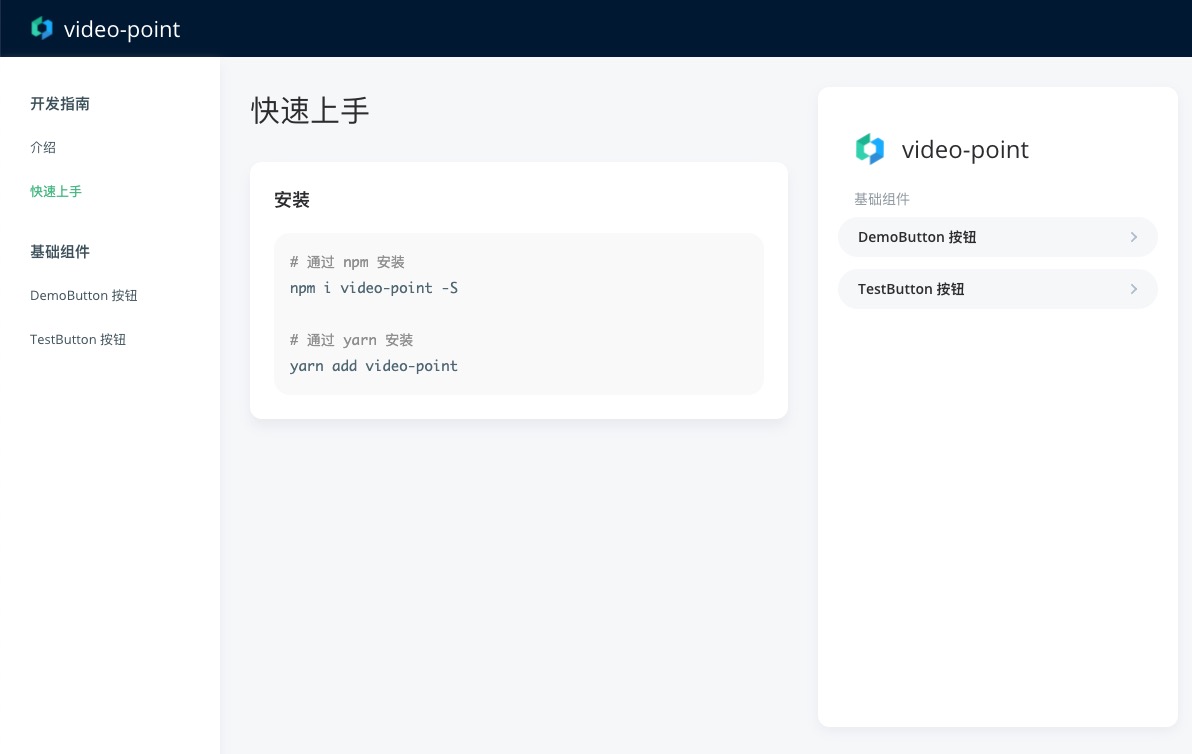 video-point
开发指南
介绍
快速上手
基础组件
DemoButton 按钮
TestButton 按钮
快速上手
安装
# 通过 npm 安装
npm i video-point -S
# 通过 yarn 安装
yarn add video-point
video-point
基础组件
DemoButton 按钮
TestButton 按钮